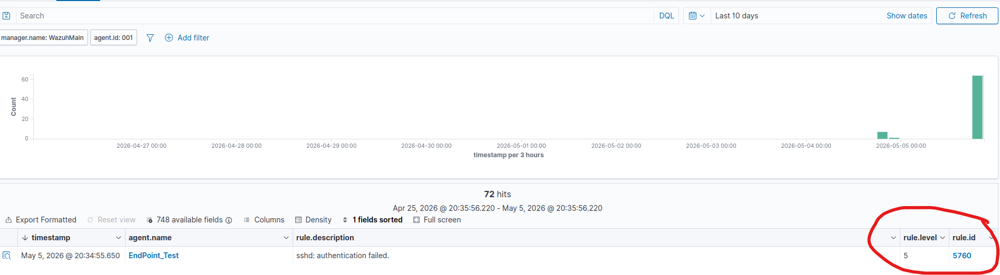 Search DQL Last 10 days Show dates Refresh
manager.name: WazuhMain agent.id: 001 Add filter
60
40
20
0
Count
2026-04-27 00:00 2026-04-28 00:00 2026-04-29 00:00 2026-04-30 00:00 2026-05-01 00:00 2026-05-02 00:00 2026-05-03 00:00 2026-05-04 00:00 2026-05-05 00:00
timestamp per 3 hours
72 hits
Apr 25, 2026 @ 20:35:56.220 - May 5, 2026 @ 20:35:56.220
Export Formatted Reset view 748 available fields Columns Density 1 fields sorted Full screen
timestamp agent.name rule.description rule.level rule.id
May 5, 2026 @ 20:34:55.650 EndPoint_Test sshd: authentication failed. 5 5760